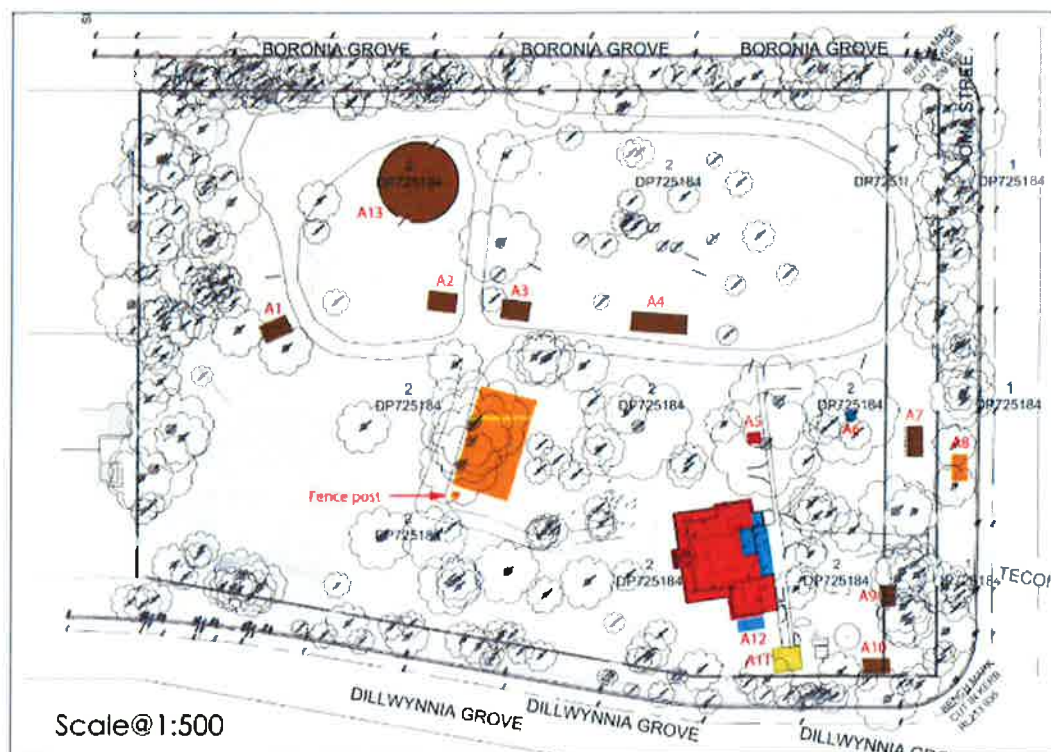 BORONIA GROVE BORONIA GROVE BORONIA GROVE
2
DP725184
2
DP725184
1
DP725184
A13
A1
A2
A3
A4
2
DP725184
2
DP725184
2
DP725184
1
DP725184
A5
A6
A7
A8
Fence post
2
DP725184
2
DP725184
2
DP725184
DP725184
A9
A12
A11
A10
DILLWYNNIA GROVE
DILLWYNNIA GROVE
Scale@1:500